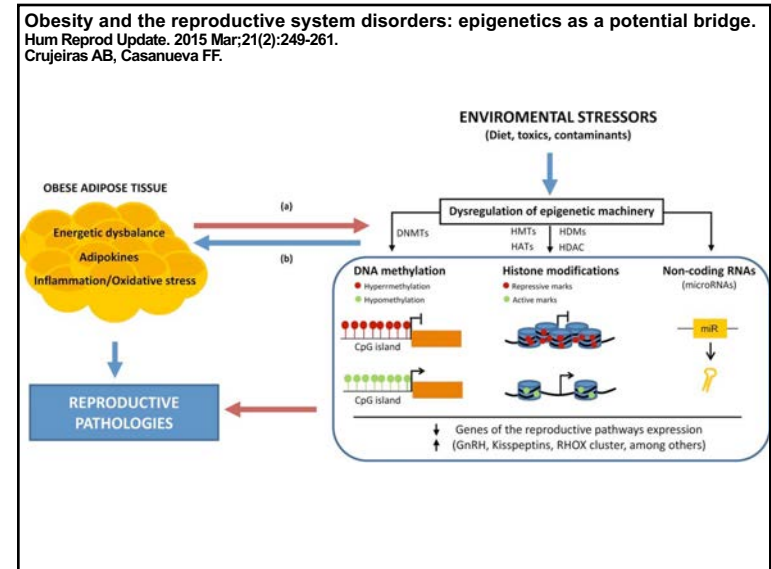 Obesity and the reproductive system disorders: epigenetics as a potential bridge.
Hum Reprod Update. 2015 Mar;21(2):249-261.
Crujeiras AB, Casanueva FF.
ENVIROMENTAL STRESSORS
(Diet, toxics, contaminants)
OBESE ADIPOSE TISSUE
Energetic dysbalance
Adipokines
Inflammation/Oxidative stress
(a)
(b)
Dysregulation of epigenetic machinery
DNMTs
HMTs HDMs
HATs HDAC
DNA methylation
Hyperrmethylation
Hypomethylation
CpG island
CpG island
Histone modifications
Repressive marks
Active marks
Non-coding RNAs
(microRNAs)
miR
REPRODUCTIVE
PATHOLOGIES
Genes of the reproductive pathways expression
(GnRH, Kisspeptins, RHOX cluster, among others)